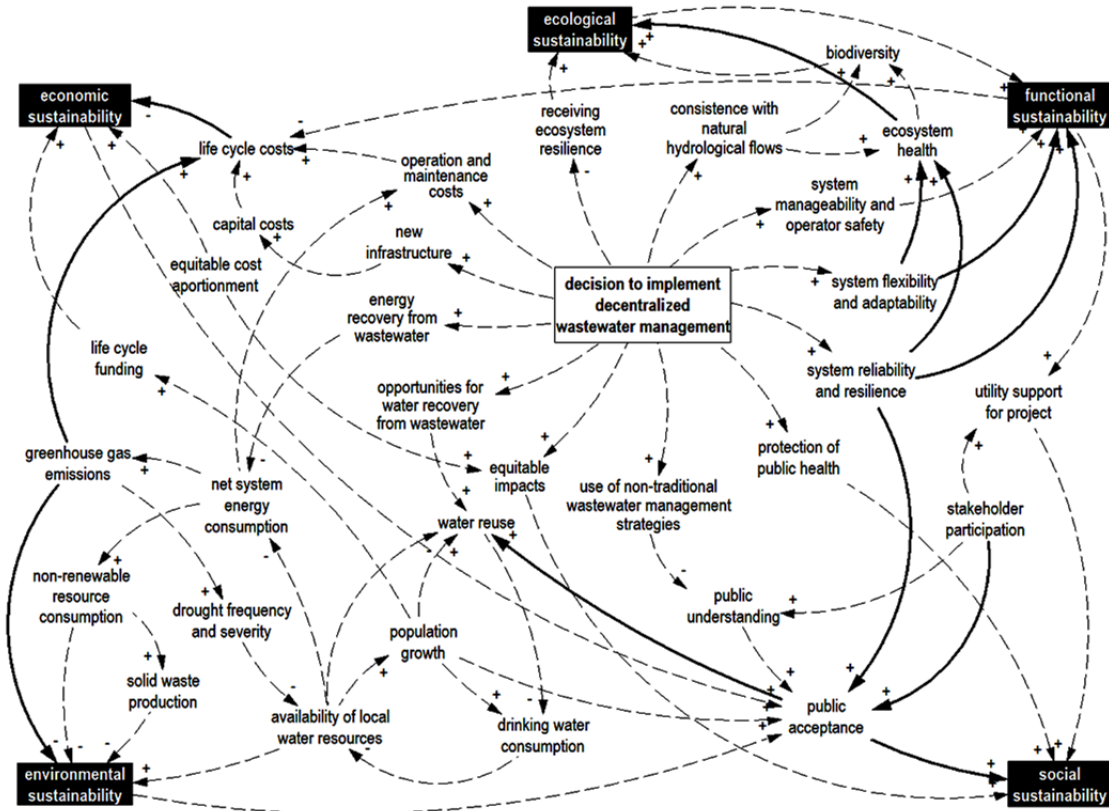 ecological
sustainability
biodiversity
economic
sustainability
functional
sustainability
receiving
ecosystem
resilience
consistence with
natural
hydrological flows
ecosystem
health
life cycle costs
operation and
maintenance
costs
system
manageability and
operator safety
capital costs
new
infrastructure
equitable cost
aportionment
decision to implement
decentralized
wastewater management
system flexibility
and adaptability
energy
recovery from
wastewater
life cycle
funding
system reliability
and resilience
opportunities for
water recovery
from wastewater
utility support
for project
greenhouse gas
emissions
net system
energy
consumption
equitable
impacts
use of non-traditional
wastewater management
strategies
protection of
public health
stakeholder
participation
water reuse
non-renewable
resource
consumption
drought frequency
and severity
population
growth
public
understanding
solid waste
production
availability of local
water resources
drinking water
consumption
public
acceptance
environmental
sustainability
social
sustainability